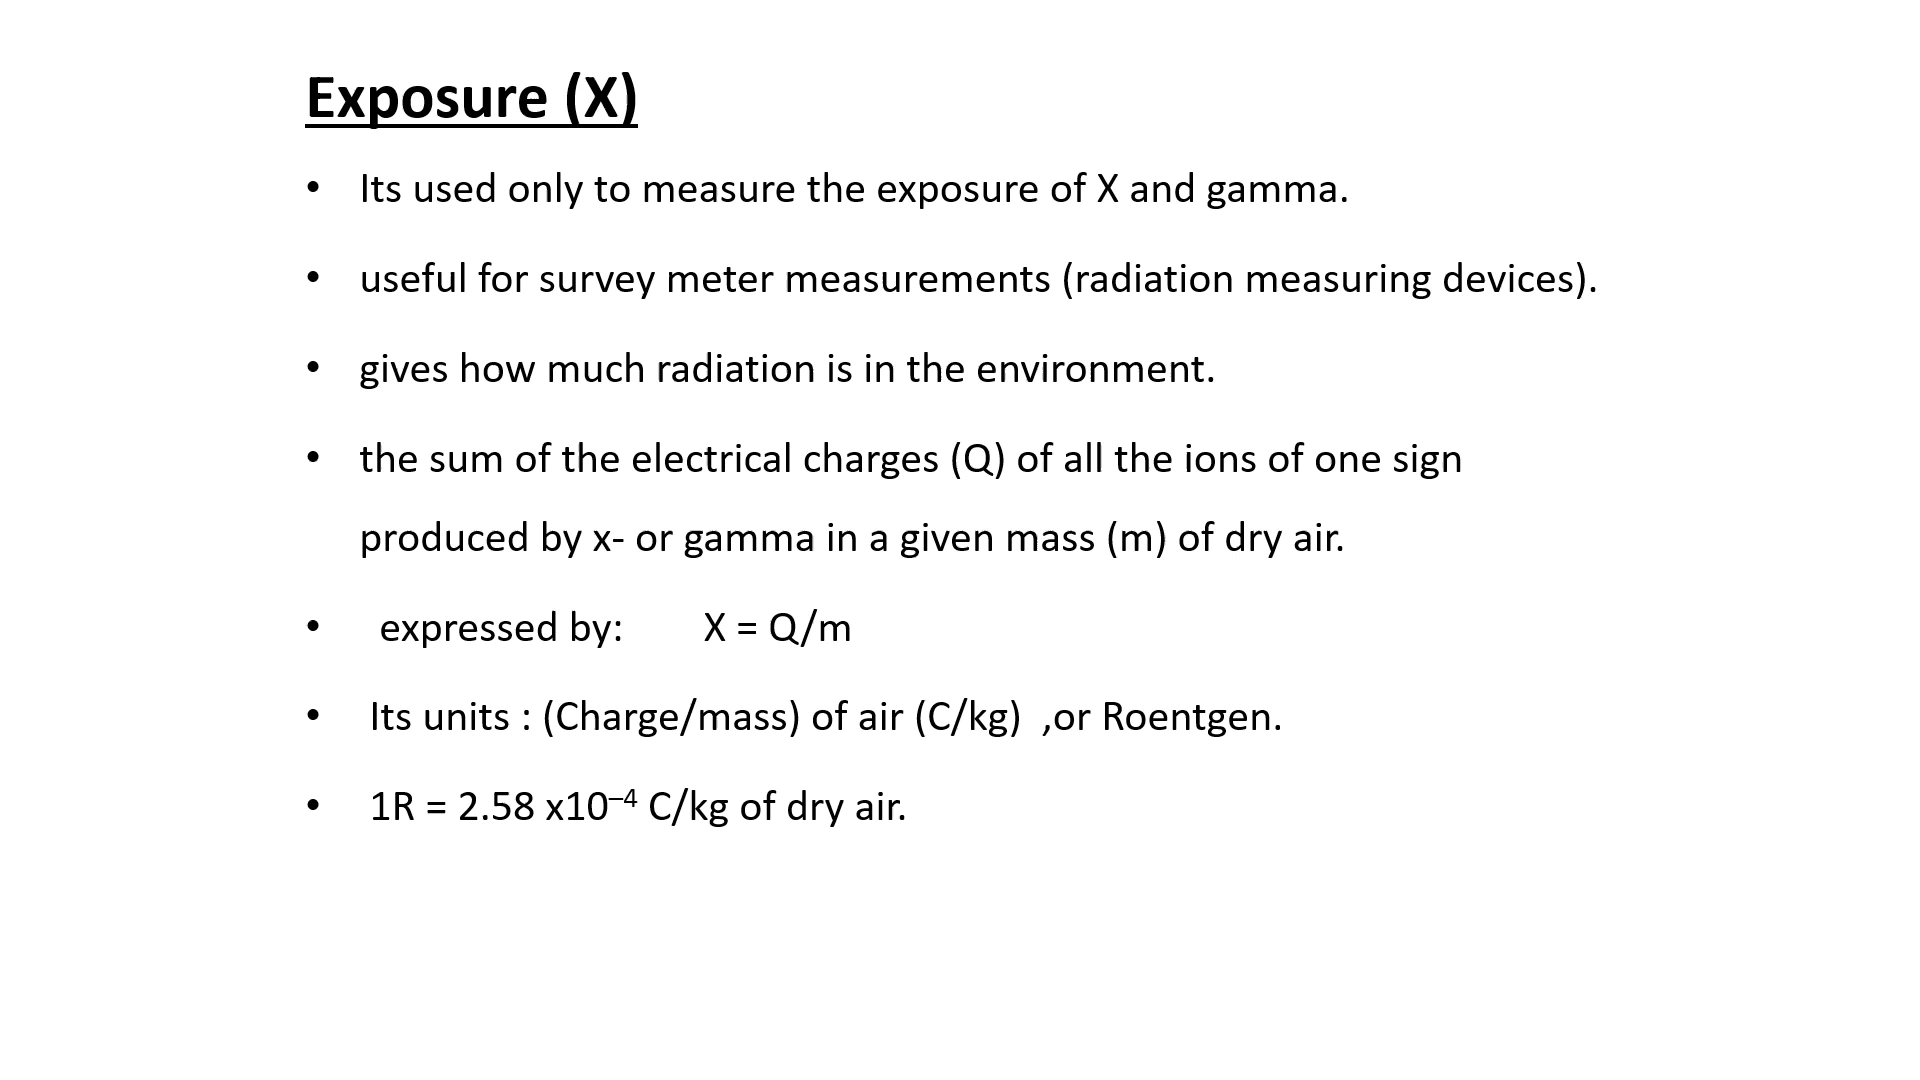 Exposure (X)
• Its used only to measure the exposure of X and gamma.
• useful for survey meter measurements (radiation measuring devices).
• gives how much radiation is in the environment.
• the sum of the electrical charges (Q) of all the ions of one sign
produced by x- or gamma in a given mass (m) of dry air.
• expressed by: X = Q/m
• Its units : (Charge/mass) of air (C/kg) ,or Roentgen.
• 1R = 2.58 x10⁻⁴ C/kg of dry air.